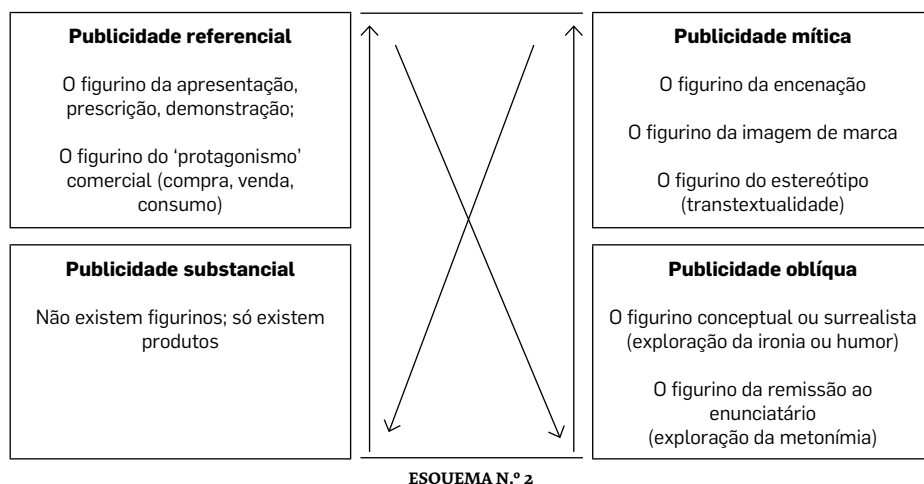 Publicidade referencial
O figurino da apresentação,
prescrição, demonstração;
O figurino do ‘protagonismo’
comercial (compra, venda,
consumo)
Publicidade mítica
O figurino da encenação
O figurino da imagem de marca
O figurino do estereótipo
(transtextualidade)
Publicidade substancial
Não existem figurinos; só existem
produtos
Publicidade oblíqua
O figurino conceptual ou surrealista
(exploração da ironia ou humor)
O figurino da remissão ao
enunciatário
(exploração da metonímia)
ESQUEMA N.º 2